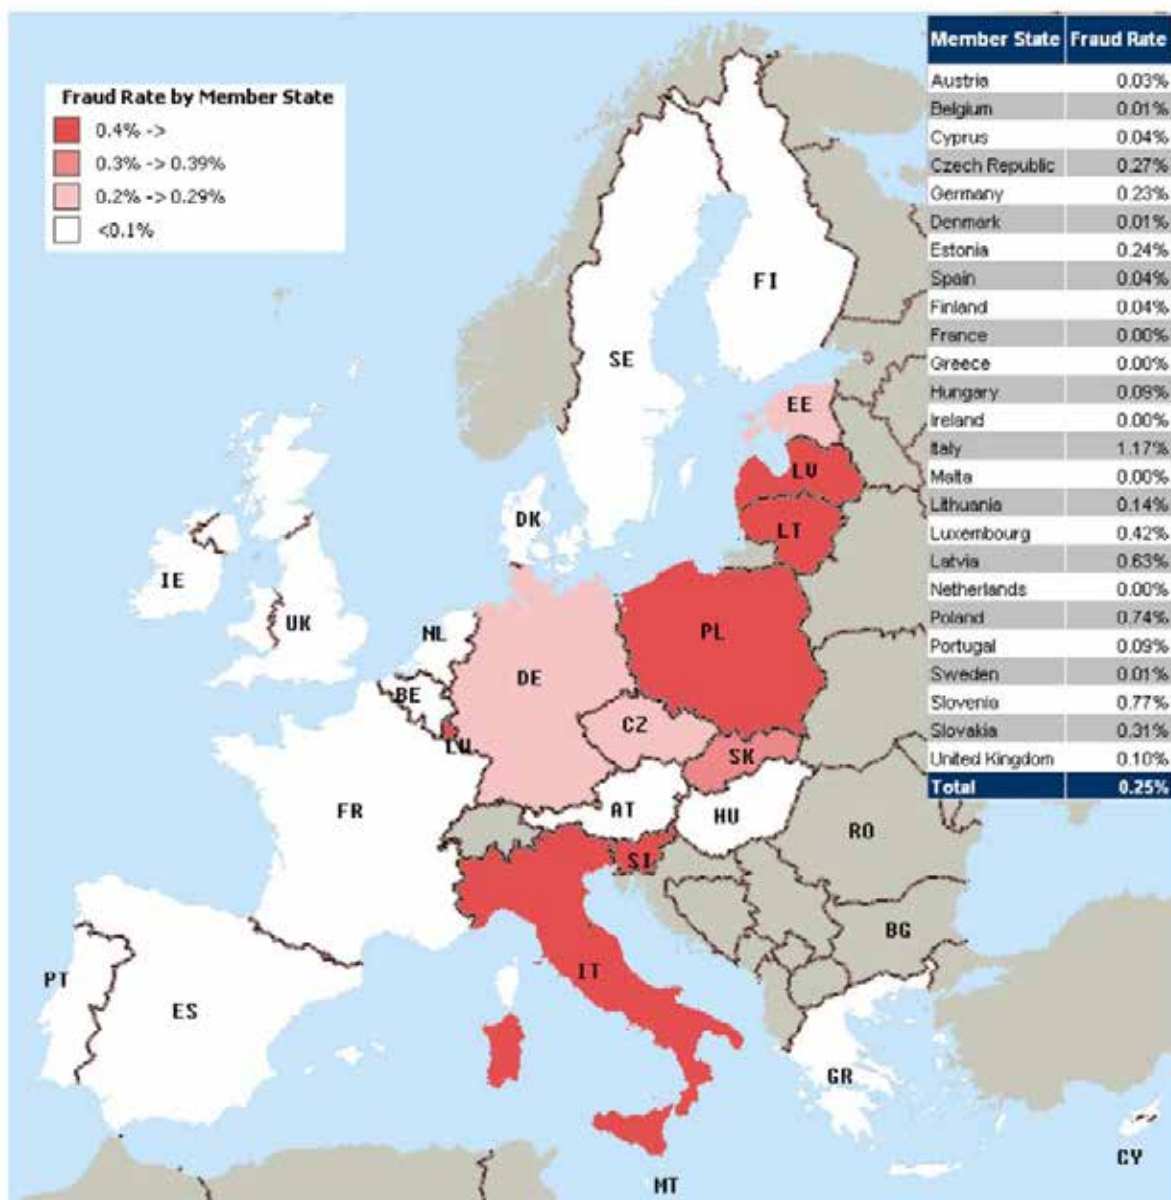 Fraud Rate by Member State
0.4% ->
0.3% -> 0.39%
0.2% -> 0.29%
<0.1%
Member State Fraud Rate
Austria 0.03%
Belgium 0.01%
Cyprus 0.04%
Czech Republic 0.27%
Germany 0.23%
Denmark 0.01%
Estonia 0.24%
Spain 0.04%
Finland 0.04%
France 0.00%
Greece 0.00%
Hungary 0.09%
Ireland 0.00%
Italy 1.17%
Malta 0.00%
Lithuania 0.14%
Luxembourg 0.42%
Latvia 0.63%
Netherlands 0.00%
Poland 0.74%
Portugal 0.09%
Sweden 0.01%
Slovenia 0.77%
Slovakia 0.31%
United Kingdom 0.10%
Total 0.25%
FI
SE
EE
LV
DK
LT
IE
UK
NL
PL
DE
BE
CZ
LU
SK
FR
AT
HU
RO
SI
BG
IT
PT
ES
GR
CY
MT